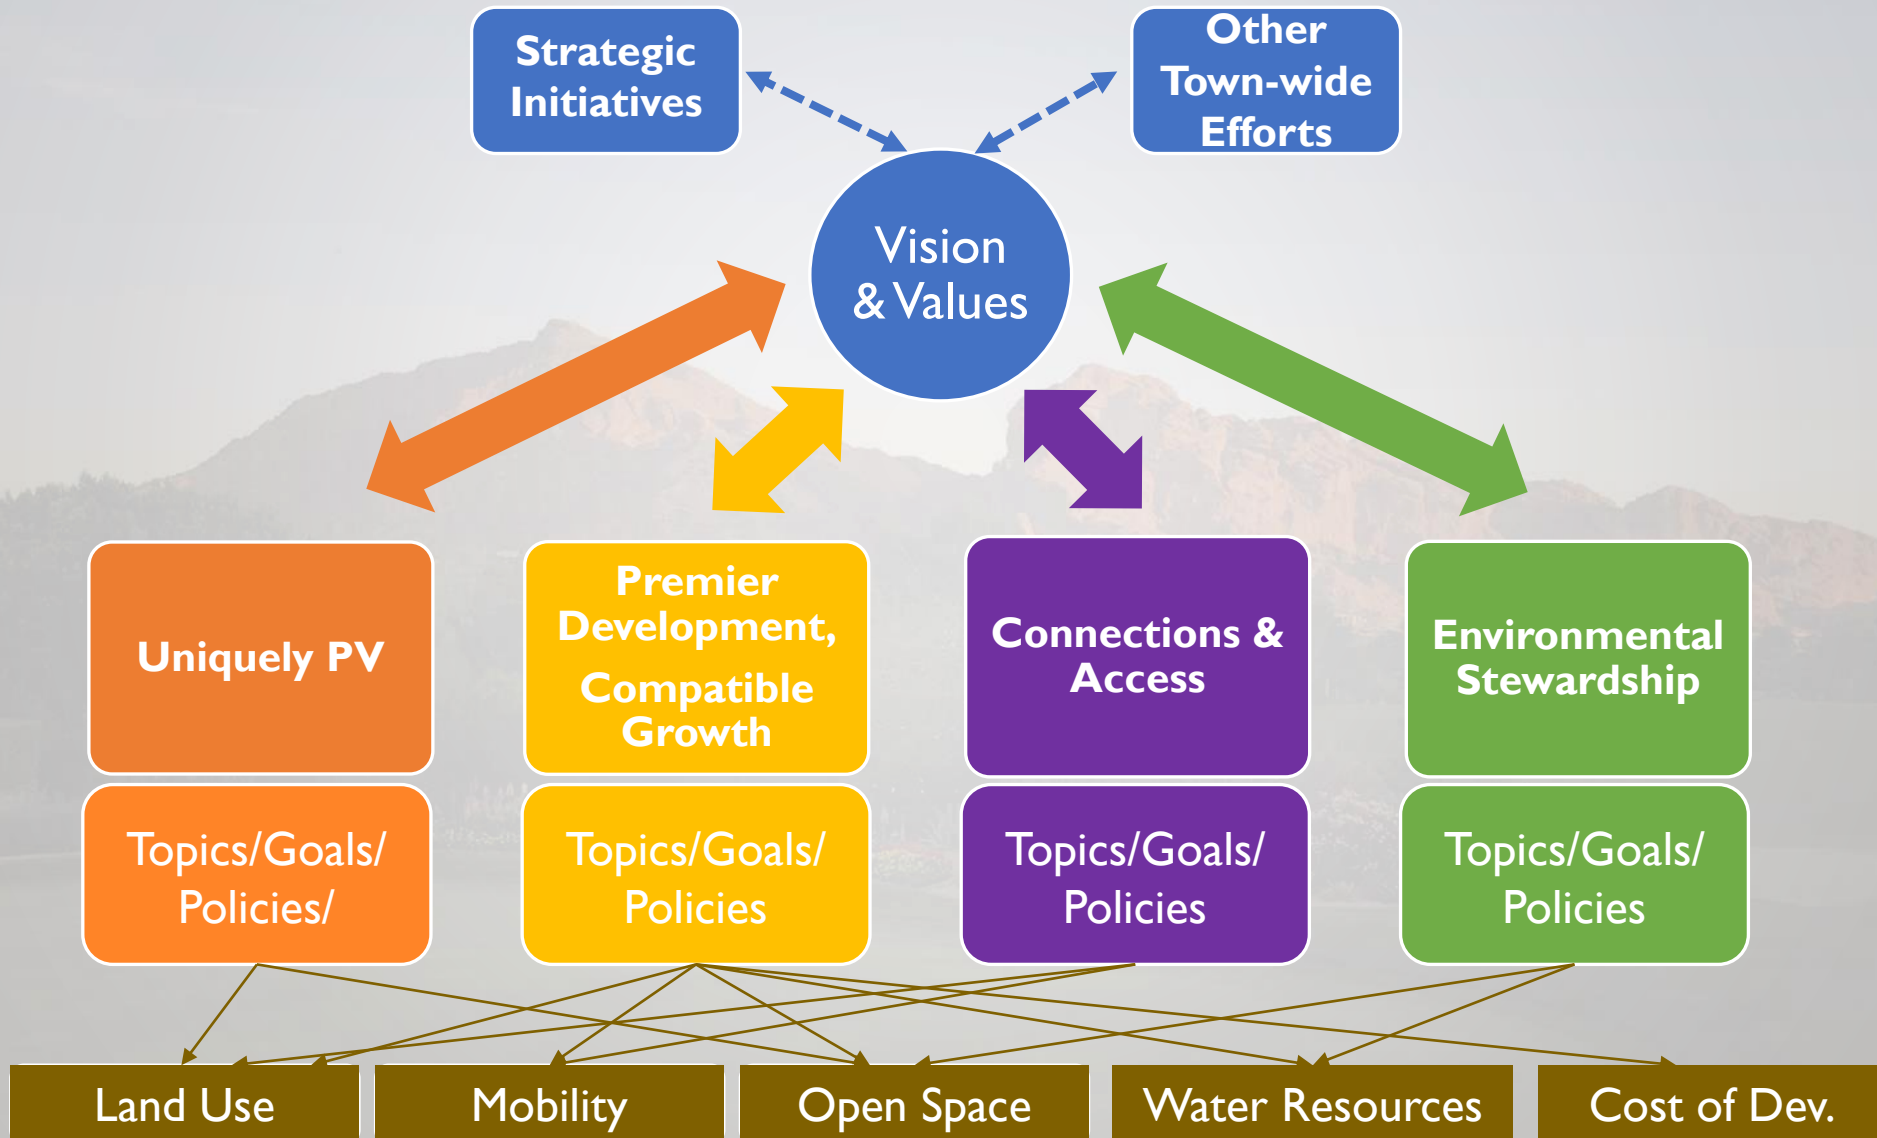 Strategic
Initiatives
Other
Town-wide
Efforts
Vision
& Values
Uniquely PV
Premier
Development,
Compatible
Growth
Connections &
Access
Environmental
Stewardship
Topics/Goals/
Policies/
Topics/Goals/
Policies
Topics/Goals/
Policies
Topics/Goals/
Policies
Land Use
Mobility
Open Space
Water Resources
Cost of Dev.